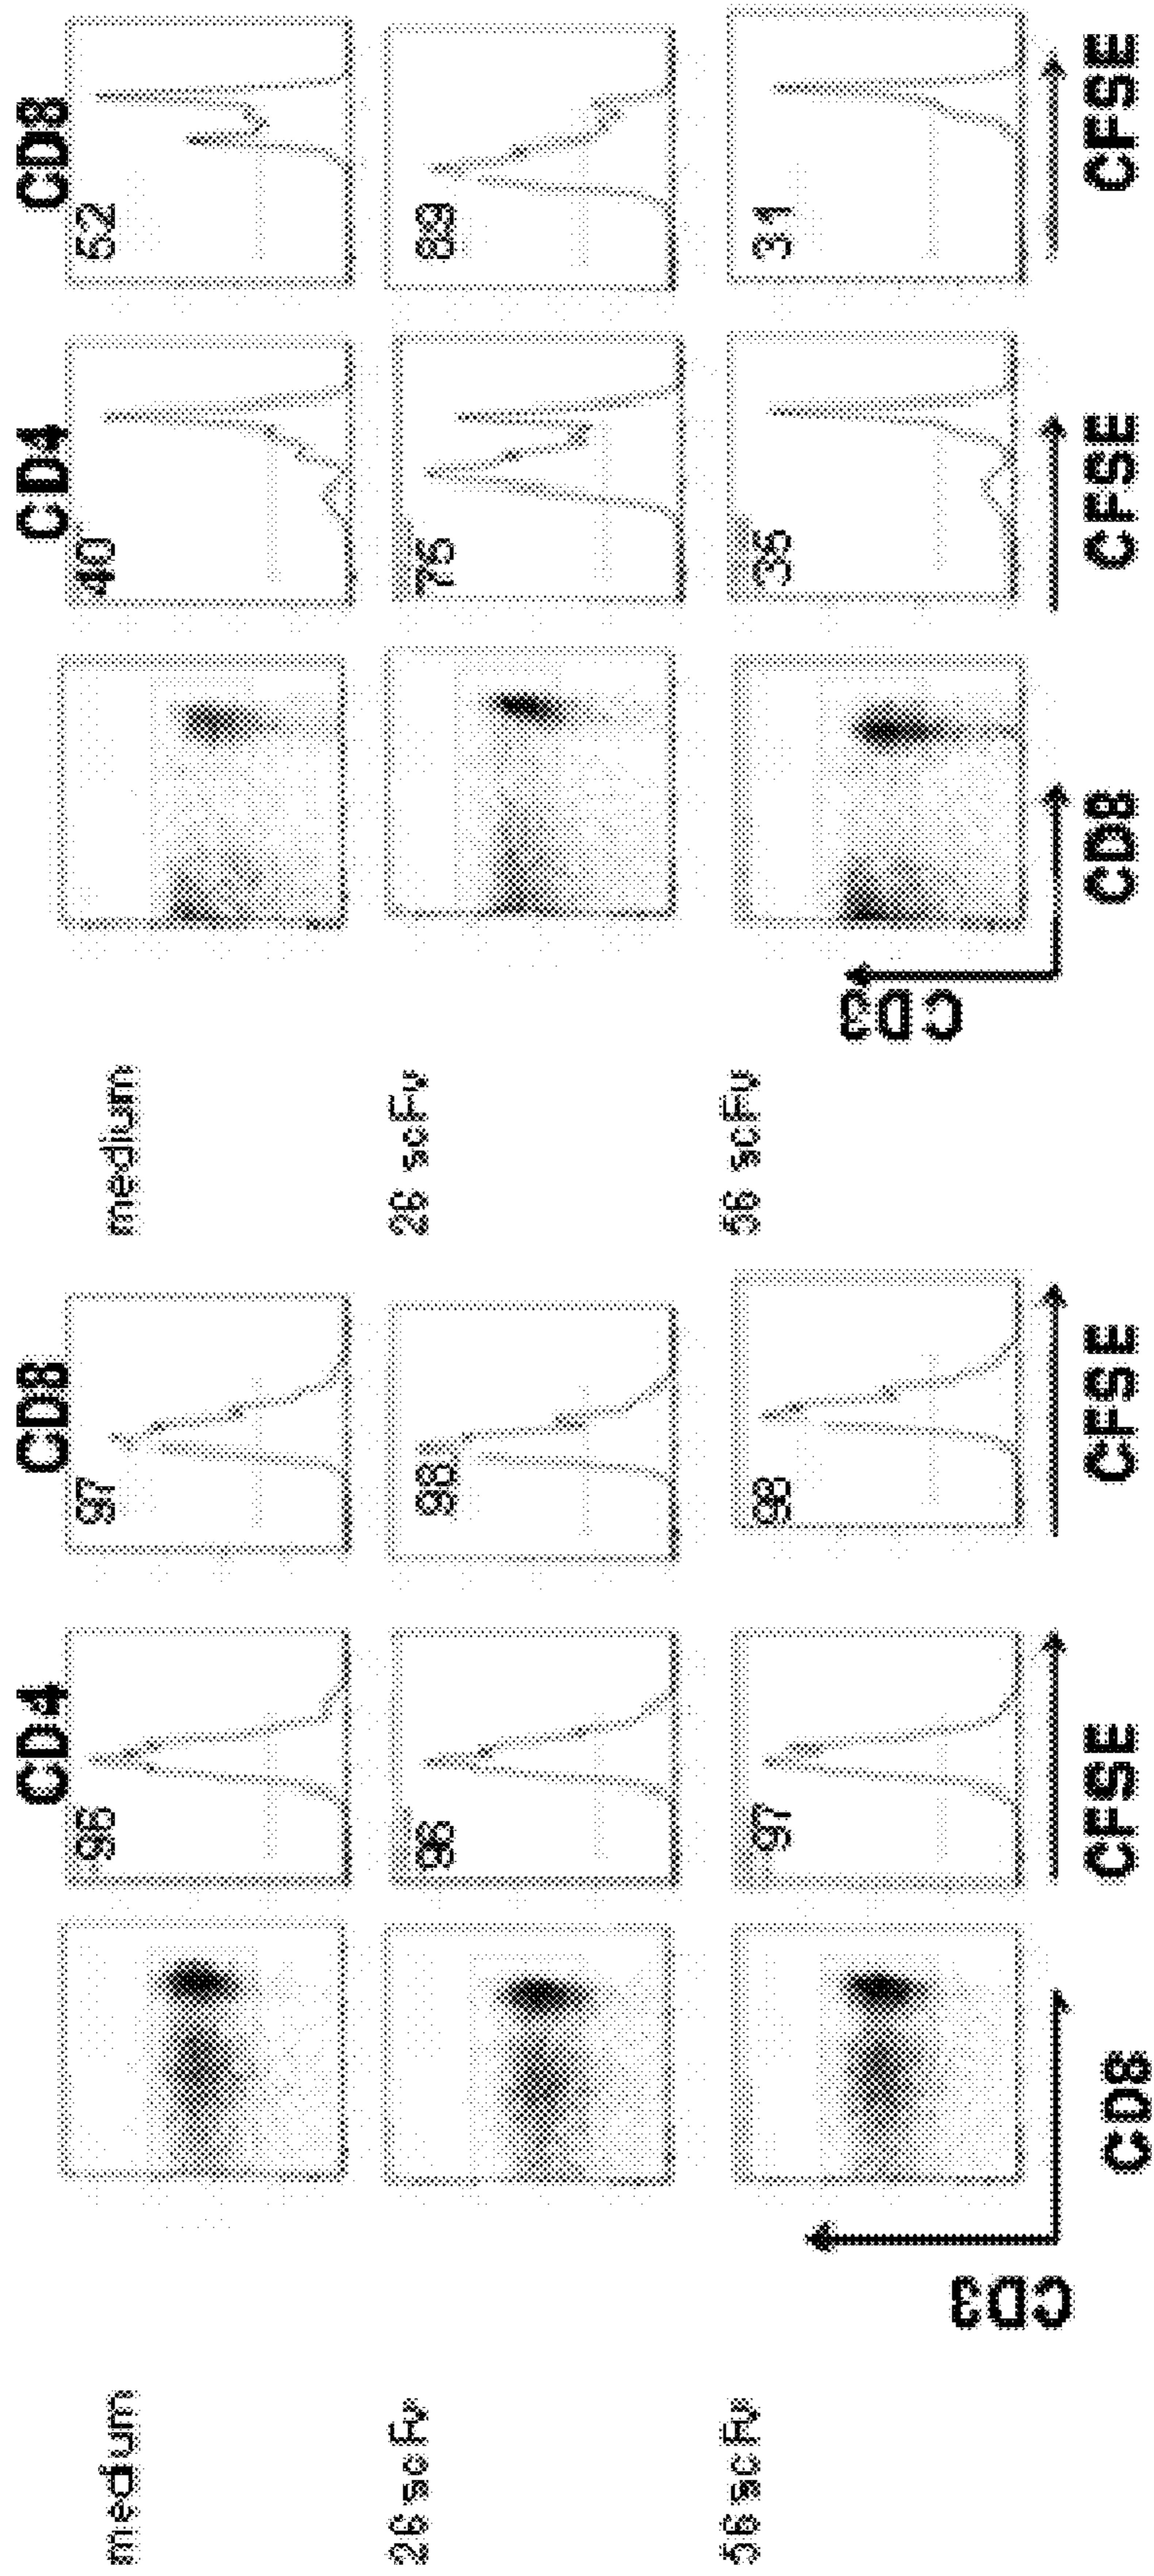 CD4 CD8 CD4 CD8
medium 95 97 medium 40 52
26 scFv 96 98 26 scFv 75 89
56 scFv 97 98 56 scFv 35 31
CD3 CD3
CD8 CFSE CFSE CD8 CFSE CFSE